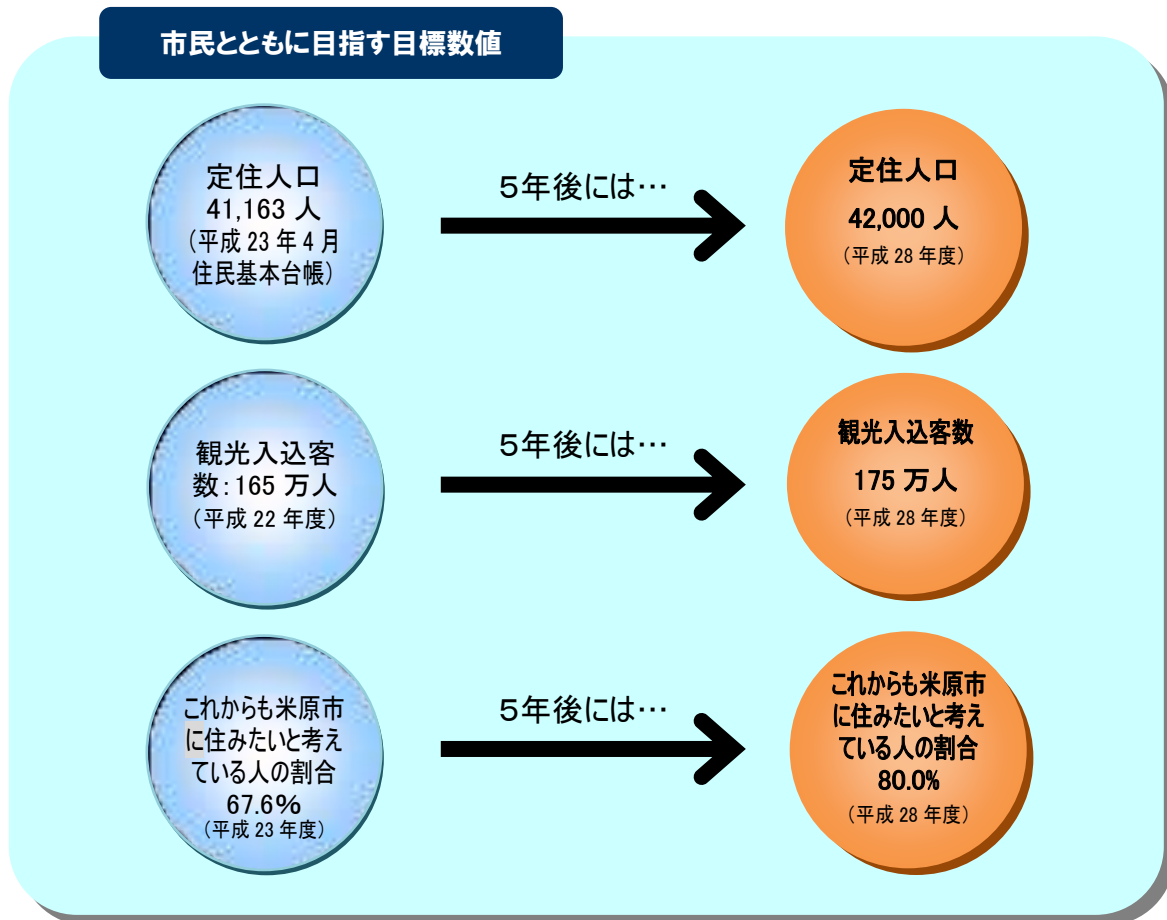 市民とともに目指す目標数値
定住人口
41,163 人
（平成 23 年 4 月
住民基本台帳）
５年後には…
定住人口
42,000 人
（平成 28 年度）
観光入込客
数：165 万人
（平成 22 年度）
５年後には…
観光入込客数
175 万人
（平成 28 年度）
これからも米原市
に住みたいと考え
ている人の割合
67.6％
（平成 23 年度）
５年後には…
これからも米原市
に住みたいと考え
ている人の割合
80.0%
（平成 28 年度）